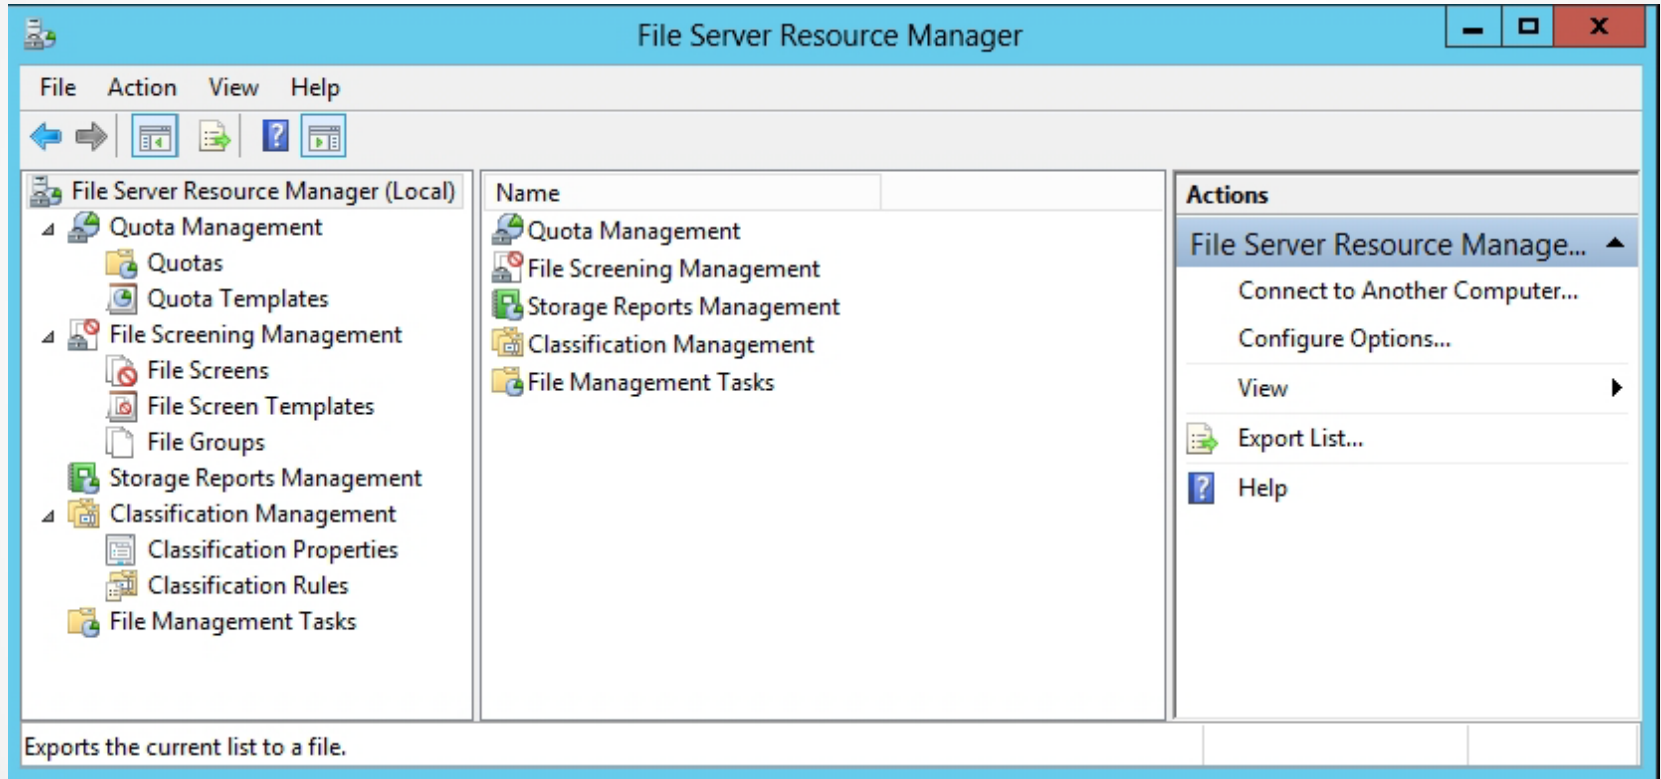 File Server Resource Manager
File Action View Help
File Server Resource Manager (Local)
Quota Management
Quotas
Quota Templates
File Screening Management
File Screens
File Screen Templates
File Groups
Storage Reports Management
Classification Management
Classification Properties
Classification Rules
File Management Tasks
Name
Quota Management
File Screening Management
Storage Reports Management
Classification Management
File Management Tasks
Actions
File Server Resource Manage...
Connect to Another Computer...
Configure Options...
View
Export List...
Help
Exports the current list to a file.